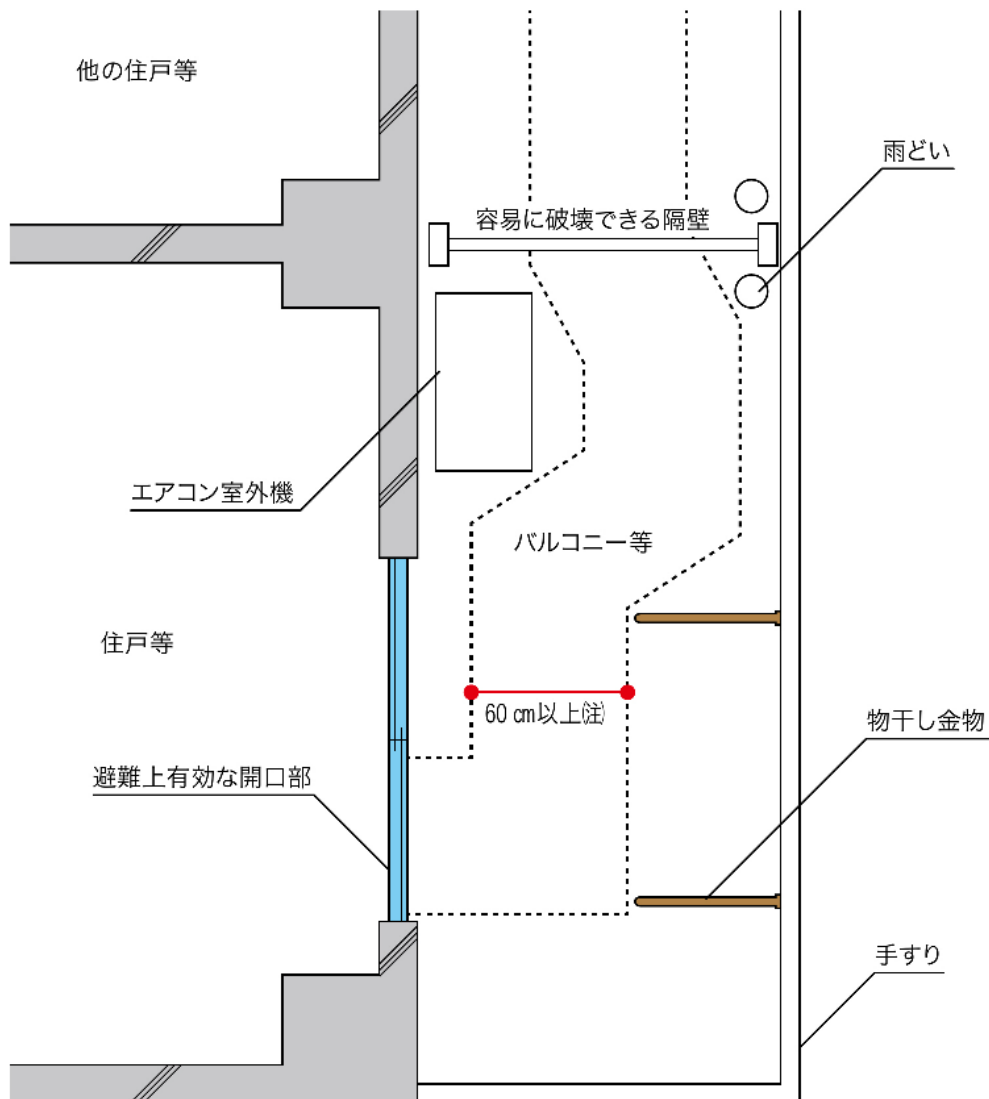 他の住戸等
雨どい
容易に破壊できる隔壁
エアコン室外機
バルコニー等
住戸等
60㎝以上㈟
物干し金物
避難上有効な開口部
手すり